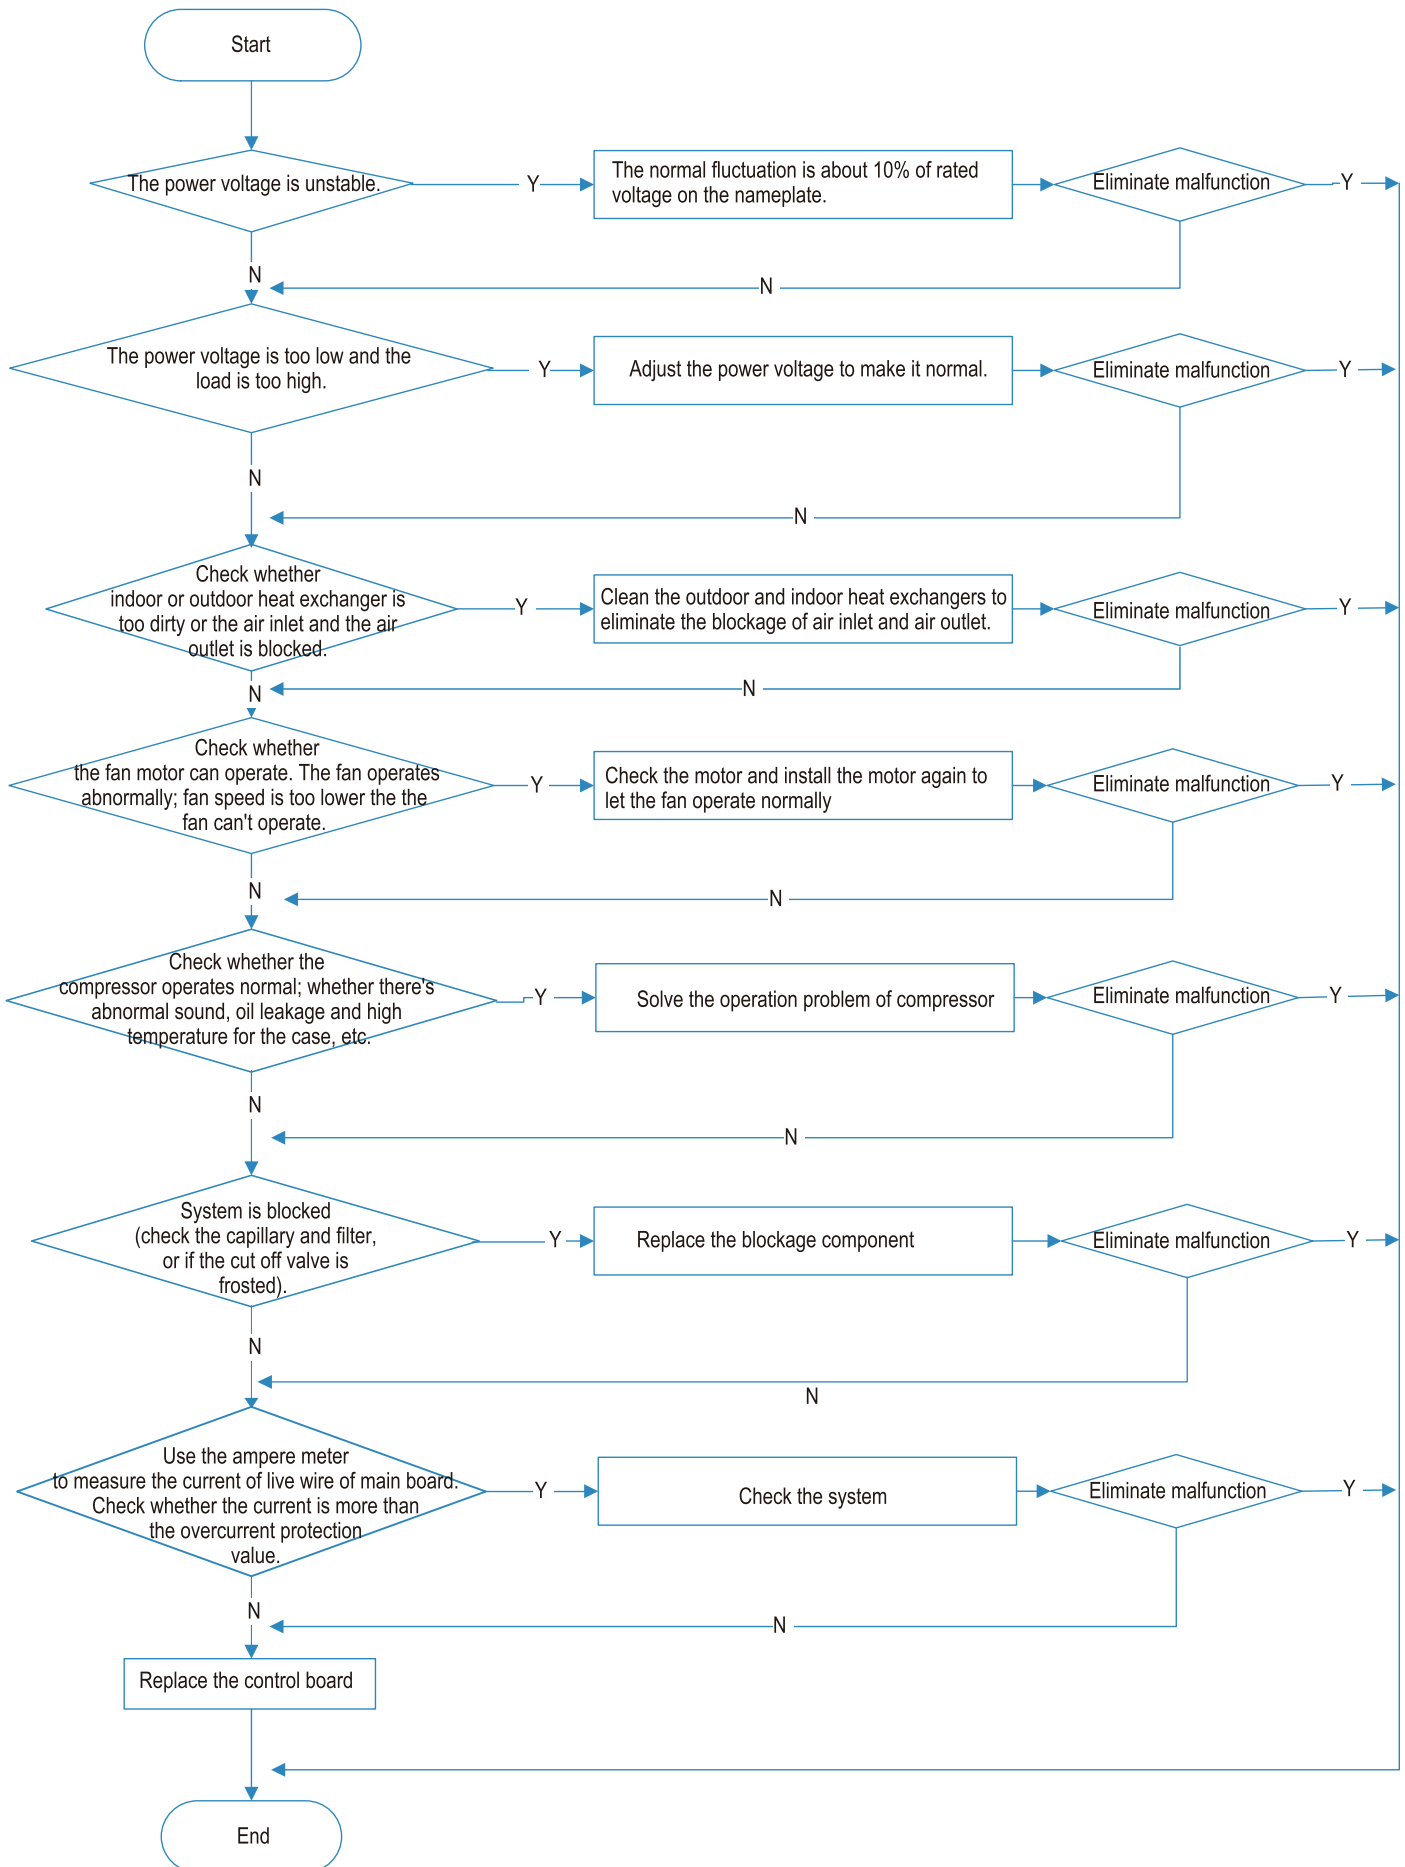 Start
The power voltage is unstable.
Y
The normal fluctuation is about 10% of rated
voltage on the nameplate.
Eliminate malfunction
Y
N
N
The power voltage is too low and the
load is too high.
Y
Adjust the power voltage to make it normal.
Eliminate malfunction
Y
N
N
Check whether
indoor or outdoor heat exchanger is
too dirty or the air inlet and the air
outlet is blocked.
Y
Clean the outdoor and indoor heat exchangers to
eliminate the blockage of air inlet and air outlet.
Eliminate malfunction
Y
N
N
Check whether
the fan motor can operate. The fan operates
abnormally; fan speed is too lower the the
fan can't operate.
Y
Check the motor and install the motor again to
let the fan operate normally
Eliminate malfunction
Y
N
N
Check whether the
compressor operates normal; whether there's
abnormal sound, oil leakage and high
temperature for the case, etc.
Y
Solve the operation problem of compressor
Eliminate malfunction
Y
N
N
System is blocked
(check the capillary and filter,
or if the cut off valve is
frosted).
Y
Replace the blockage component
Eliminate malfunction
Y
N
N
Use the ampere meter
to measure the current of live wire of main board.
Check whether the current is more than
the overcurrent protection
value.
Y
Check the system
Eliminate malfunction
Y
N
N
Replace the control board
End